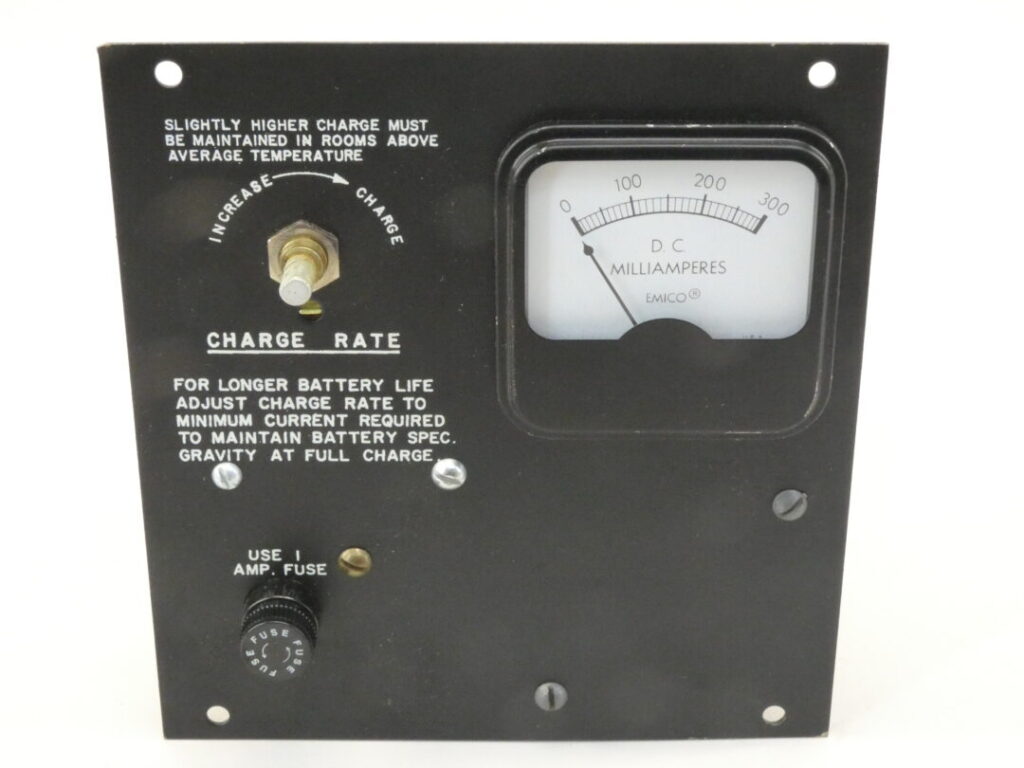 SLIGHTLY HIGHER CHARGE MUST
BE MAINTAINED IN ROOMS ABOVE
AVERAGE TEMPERATURE
INCREASE CHARGE
CHARGE RATE
FOR LONGER BATTERY LIFE
ADJUST CHARGE RATE TO
MINIMUM CURRENT REQUIRED
TO MAINTAIN BATTERY SPEC.
GRAVITY AT FULL CHARGE.
0 100 200 300
D.C.
MILLIAMPERES
EMICO®
USE 1
AMP. FUSE
FUSE FUSE FUSE